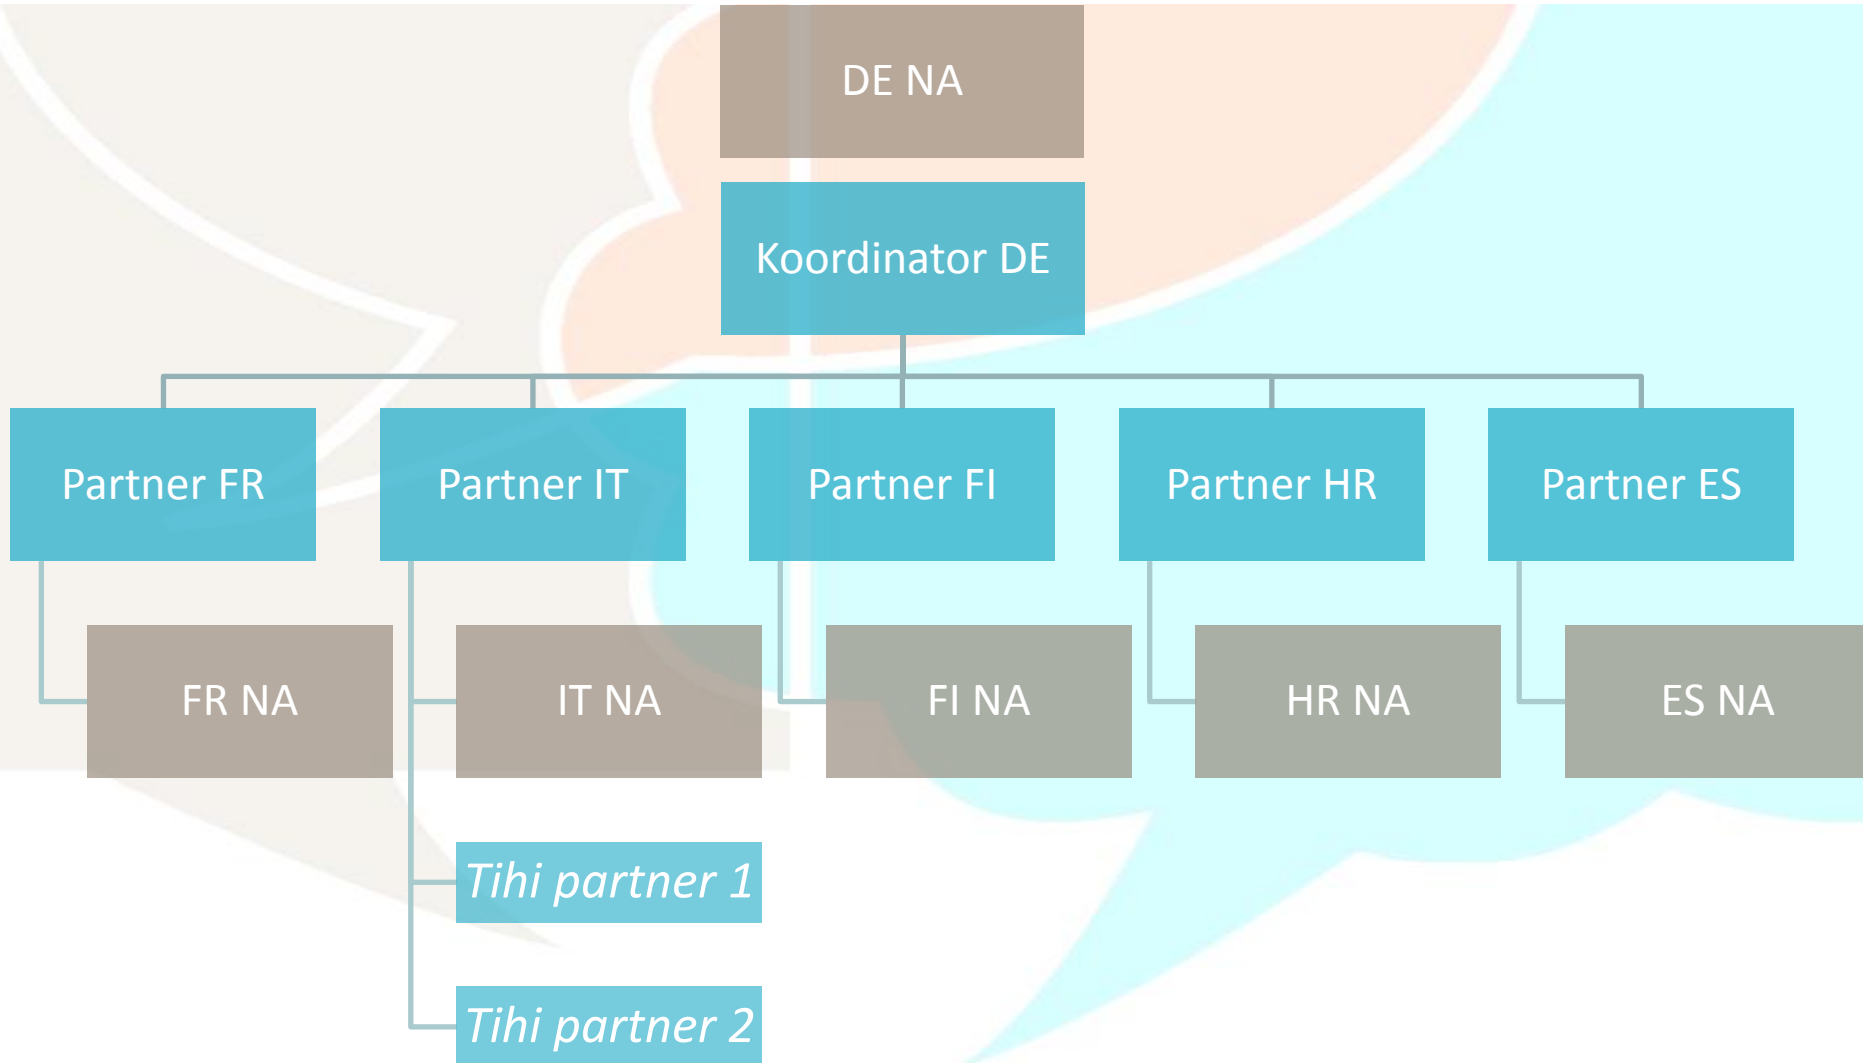 DE NA
Koordinator DE
Partner FR
Partner IT
Partner FI
Partner HR
Partner ES
FR NA
IT NA
FI NA
HR NA
ES NA
Tihi partner 1
Tihi partner 2